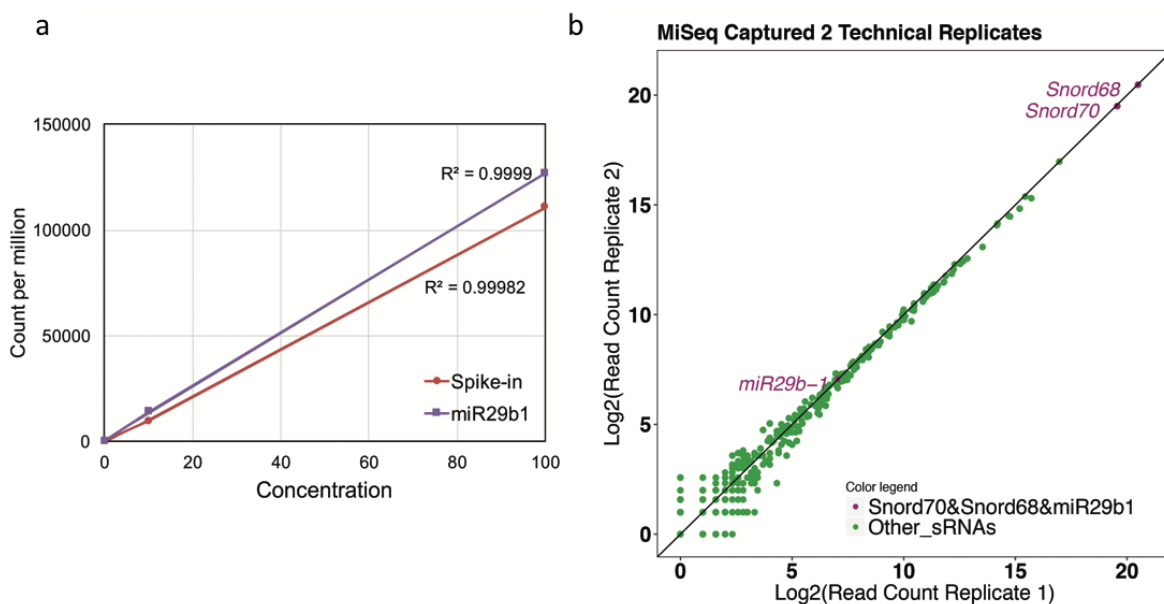 a
150000
100000
50000
0
Count per million
R² = 0.9999
R² = 0.99982
Spike-in
miR29b1
0 20 40 60 80 100
Concentration
b
MiSeq Captured 2 Technical Replicates
Snord68
Snord70
miR29b-1
20
15
10
5
0
Log2(Read Count Replicate 2)
Color legend
Snord70&Snord68&miR29b1
Other_sRNAs
0 5 10 15 20
Log2(Read Count Replicate 1)